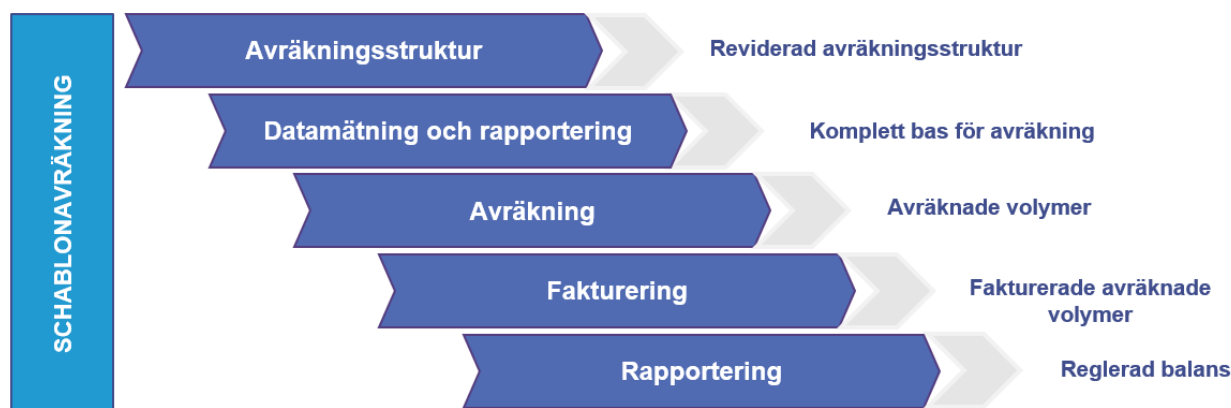 SCHABLONAVRÄKNING
Avräkningsstruktur
Reviderad avräkningsstruktur
Datamätning och rapportering
Komplett bas för avräkning
Avräkning
Avräknade volymer
Fakturering
Fakturerade avräknade
volymer
Rapportering
Reglerad balans